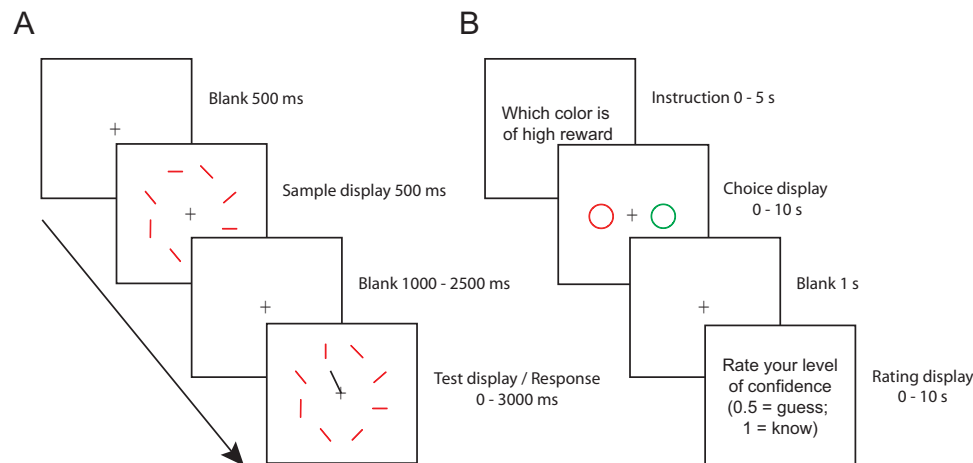 A
Blank 500 ms
Sample display 500 ms
Blank 1000 - 2500 ms
Test display / Response
0 - 3000 ms
B
Which color is
of high reward
Instruction 0 - 5 s
Choice display
0 - 10 s
Blank 1 s
Rate your level
of confidence
(0.5 = guess;
1 = know)
Rating display
0 - 10 s